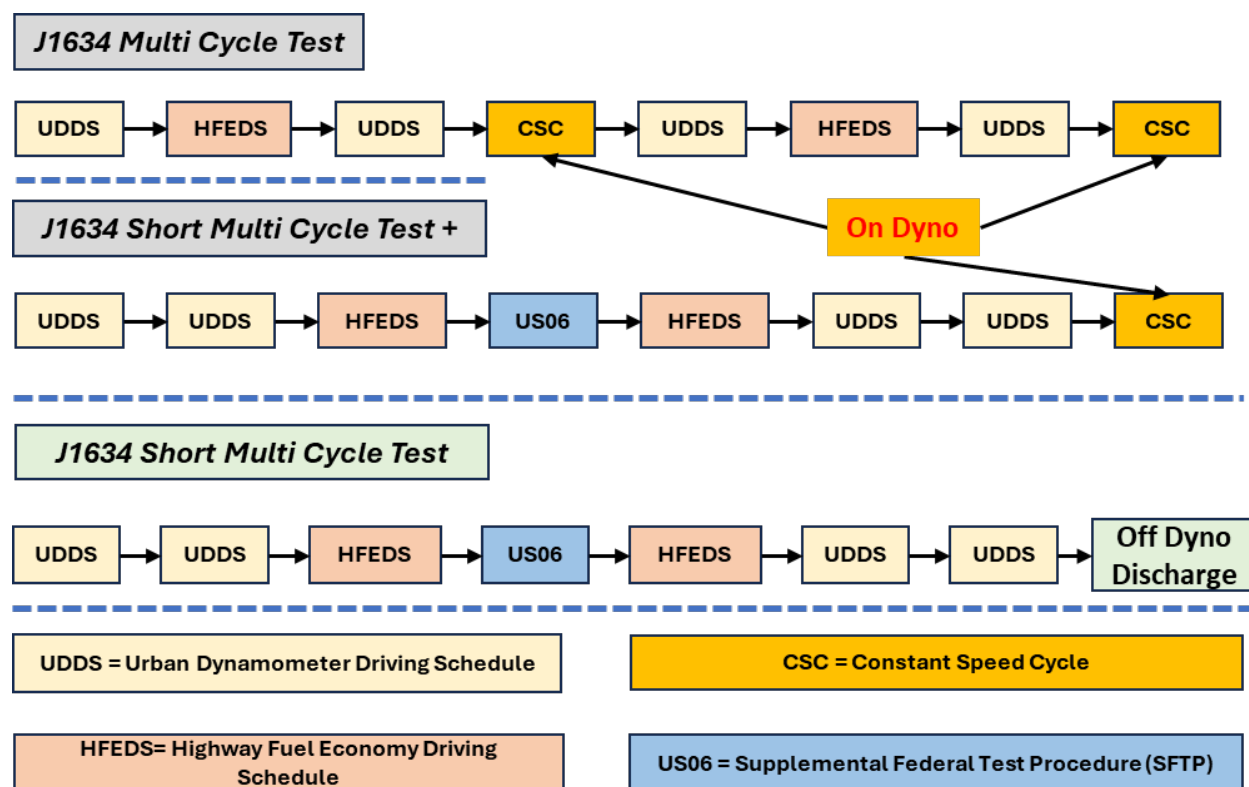 J1634 Multi Cycle Test
UDDS HFEDS UDDS CSC UDDS HFEDS UDDS CSC
J1634 Short Multi Cycle Test +
On Dyno
UDDS UDDS HFEDS US06 HFEDS UDDS UDDS CSC
J1634 Short Multi Cycle Test
UDDS UDDS HFEDS US06 HFEDS UDDS UDDS Off Dyno
Discharge
UDDS = Urban Dynamometer Driving Schedule
CSC = Constant Speed Cycle
HFEDS= Highway Fuel Economy Driving
Schedule
US06 = Supplemental Federal Test Procedure (SFTP)